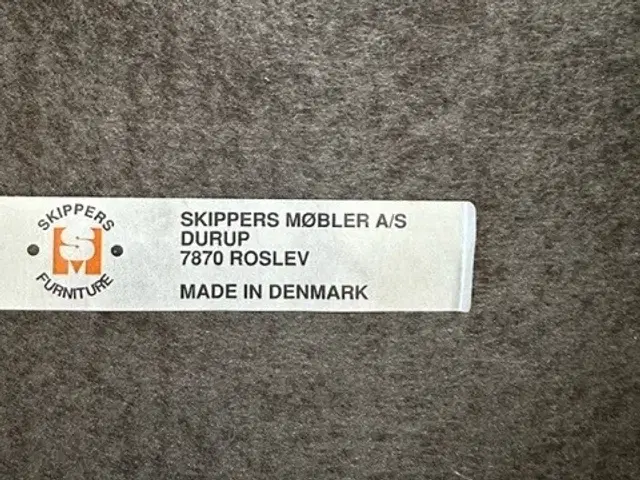 SKIPPERS
SM
FURNITURE
SKIPPERS MØBLER A/S
DURUP
7870 ROSLEV
MADE IN DENMARK